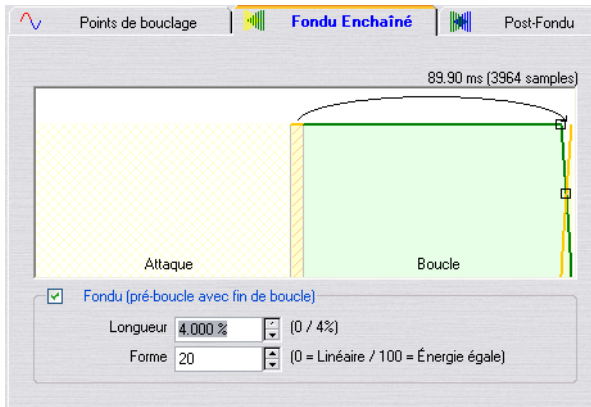 Points de bouclage
Fondu Enchaîné
Post-Fondu
89.90 ms (3964 samples)
Attaque
Boucle
Fondu (pré-boucle avec fin de boucle)
Longueur 4.000 % (0 / 4%)
Forme 20 (0 = Linéaire / 100 = Énergie égale)